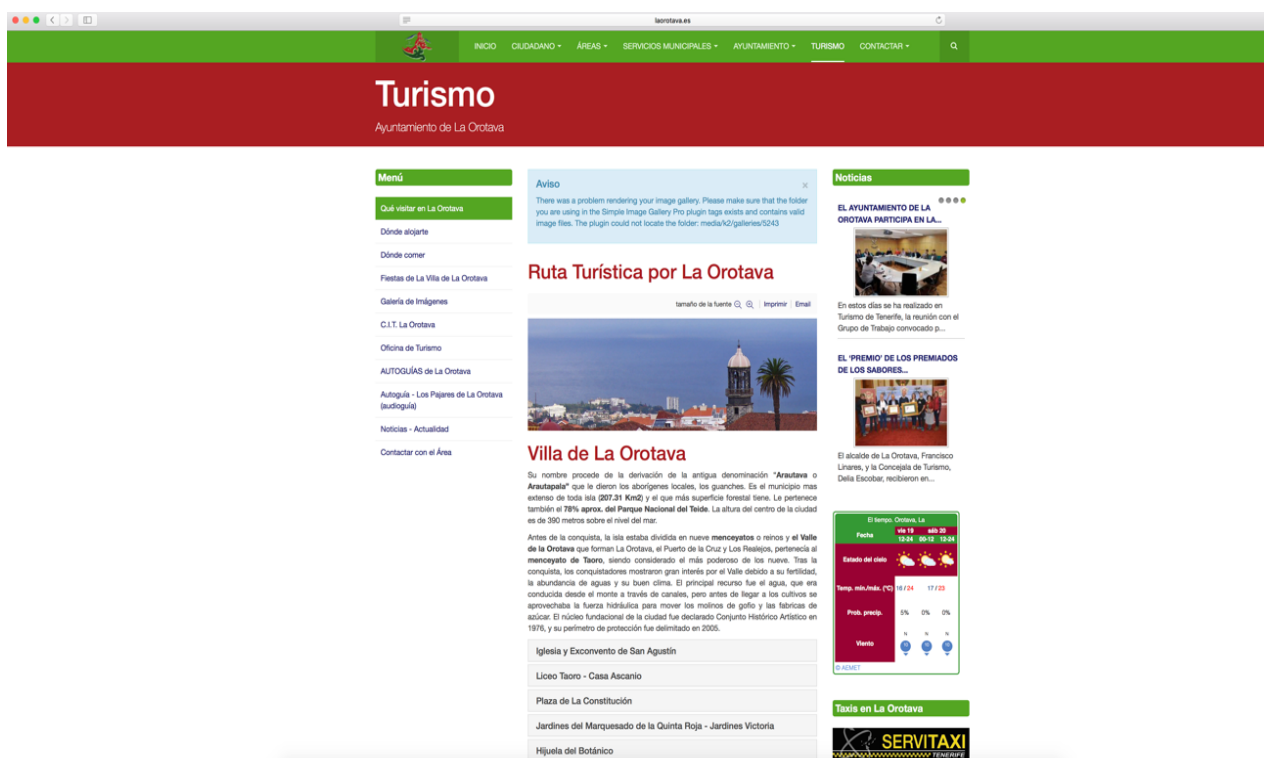 laorotava.es
INICIO CIUDADANO ÁREAS SERVICIOS MUNICIPALES AYUNTAMIENTO TURISMO CONTACTAR
Turismo
Ayuntamiento de La Orotava
Menú
Qué visitar en La Orotava
Dónde alojarte
Dónde comer
Fiestas de La Villa de La Orotava
Galería de Imágenes
C.I.T. La Orotava
Oficina de Turismo
AUTOGUÍAS de La Orotava
Autoguía - Los Pajares de La Orotava
(audioguía)
Noticias - Actualidad
Contactar con el Área
Aviso ×
There was a problem rendering your image gallery. Please make sure that the folder
you are using in the Simple Image Gallery Pro plugin tags exists and contains valid
image files. The plugin could not locate the folder: media/k2/galleries/5243
Ruta Turística por La Orotava
tamaño de la fuente Imprimir Email
Villa de La Orotava
Su nombre procede de la derivación de la antigua denominación "Arautava o
Arautapala" que le dieron los aborígenes locales, los guanches. Es el municipio mas
extenso de toda isla (207.31 Km2) y el que más superficie forestal tiene. Le pertenece
también el 78% aprox. del Parque Nacional del Teide. La altura del centro de la ciudad
es de 390 metros sobre el nivel del mar.
Antes de la conquista, la isla estaba dividida en nueve menceyatos o reinos y el Valle
de la Orotava que forman La Orotava, el Puerto de la Cruz y Los Realejos, pertenecía al
menceyato de Taoro, siendo considerado el más poderoso de los nueve. Tras la
conquista, los conquistadores mostraron gran interés por el Valle debido a su fertilidad,
la abundancia de aguas y su buen clima. El principal recurso fue el agua, que era
conducida desde el monte a través de canales, pero antes de llegar a los cultivos se
aprovechaba la fuerza hidráulica para mover los molinos de gofio y las fabricas de
azúcar. El núcleo fundacional de la ciudad fue declarado Conjunto Histórico Artístico en
1976, y su perímetro de protección fue delimitado en 2005.
Iglesia y Exconvento de San Agustín
Liceo Taoro - Casa Ascanio
Plaza de La Constitución
Jardines del Marquesado de la Quinta Roja - Jardines Victoria
Hijuela del Botánico
Noticias
EL AYUNTAMIENTO DE LA
OROTAVA PARTICIPA EN LA...
En estos días se ha realizado en
Turismo de Tenerife, la reunión con el
Grupo de Trabajo convocado p...
EL 'PREMIO' DE LOS PREMIADOS
DE LOS SABORES...
El alcalde de La Orotava, Francisco
Linares, y la Concejala de Turismo,
Delia Escobar, recibieron en...
El tiempo. Orotava, La
Fecha vie 19 sáb 20
12-24 00-12 12-24
Estado del cielo
Temp. mín./máx. (°C) 16 / 24 17 / 23
Prob. precip. 5% 0% 0%
N N N
Viento
© AEMET
Taxis en La Orotava
SERVITAXI
TENERIFE